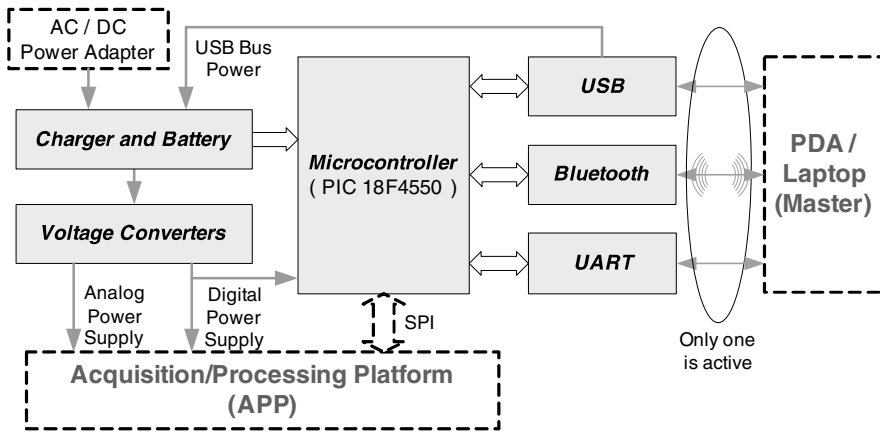 AC / DC
Power Adapter
USB Bus
Power
Charger and Battery
Voltage Converters
Analog
Power
Supply
Digital
Power
Supply
Microcontroller
( PIC 18F4550 )
SPI
USB
Bluetooth
UART
Only one
is active
PDA /
Laptop
(Master)
Acquisition/Processing Platform
(APP)